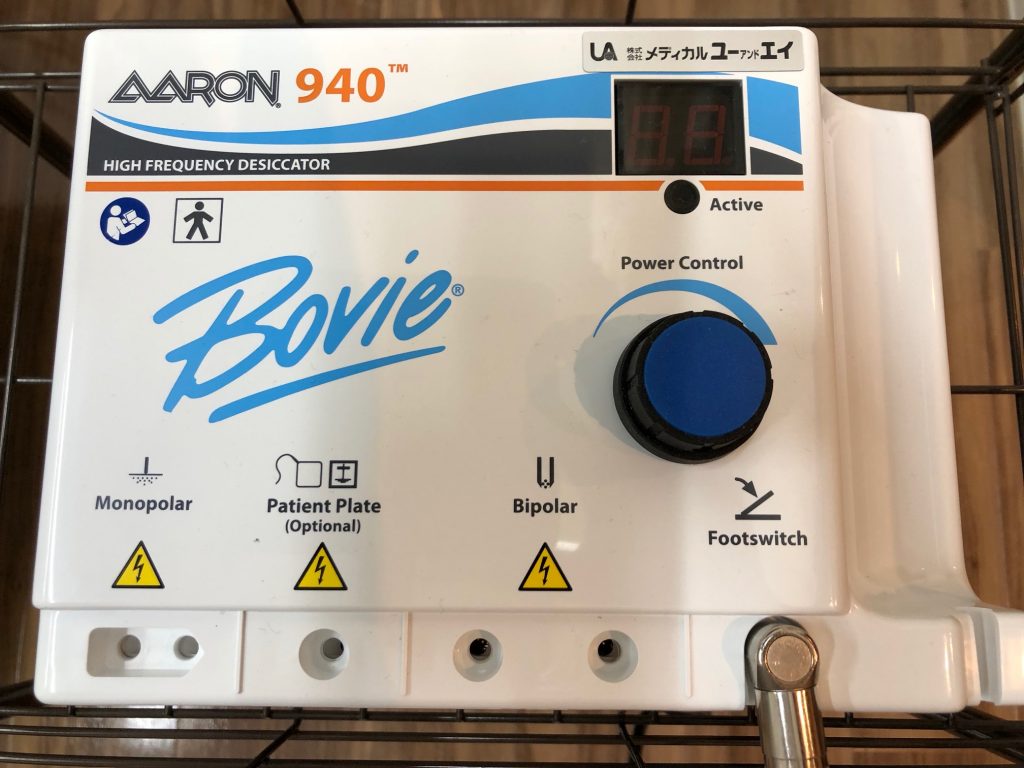 AARON® 940™
UA 株式会社 メディカルユーアンドエイ
HIGH FREQUENCY DESICCATOR
Active
Power Control
Bovie®
Monopolar
Patient Plate
(Optional)
Bipolar
Footswitch